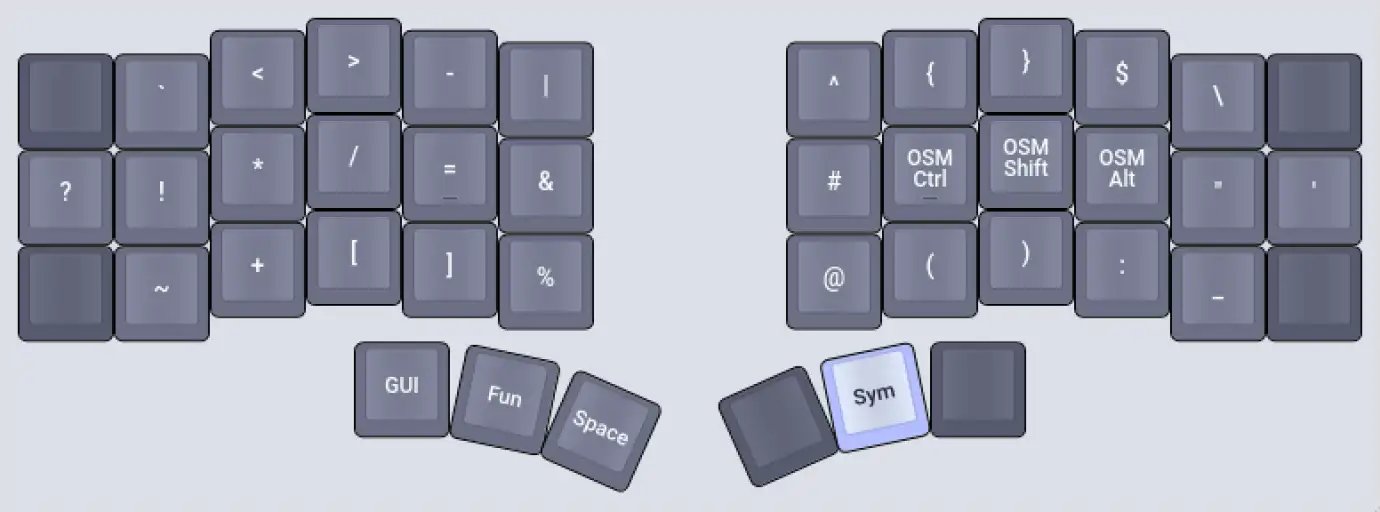 ` < > - | ^ { } $ \
? ! * / = & # OSM Ctrl OSM Shift OSM Alt " '
~ + [ ] % @ ( ) : _
GUI Fun Space Sym